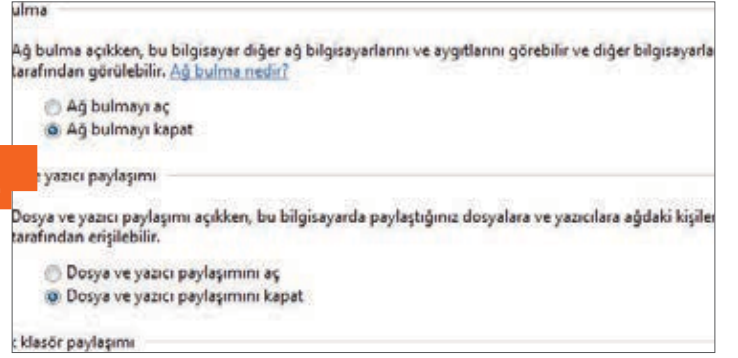 ulma
Ağ bulma açıkken, bu bilgisayar diğer ağ bilgisayarlarını ve aygıtlarını görebilir ve diğer bilgisayarla
tarafından görülebilir. Ağ bulma nedir?
Ağ bulmayı aç
Ağ bulmayı kapat
yazıcı paylaşımı
Dosya ve yazıcı paylaşımı açıkken, bu bilgisayarda paylaştığınız dosyalara ve yazıcılara ağdaki kişiler
tarafından erişilebilir.
Dosya ve yazıcı paylaşımını aç
Dosya ve yazıcı paylaşımını kapat
klasör paylaşımı